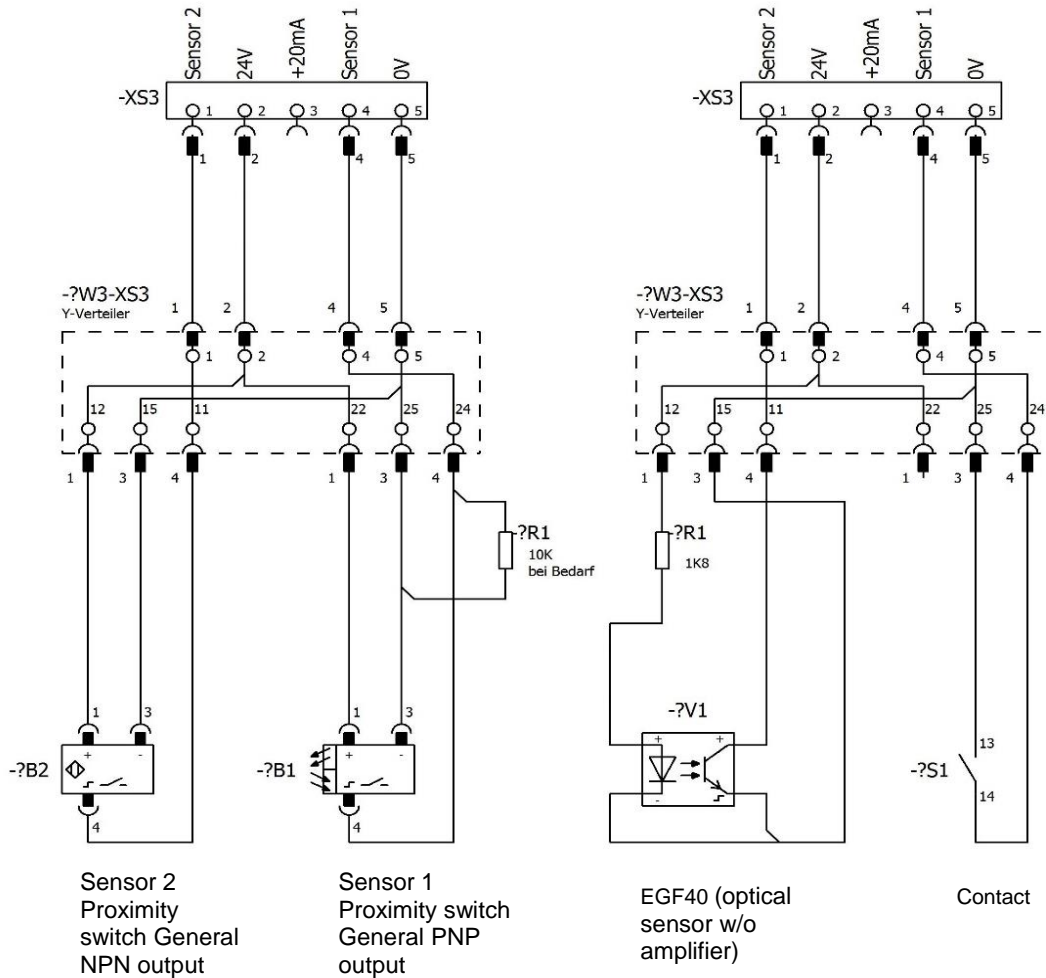 Sensor 2 24V +20mA Sensor 1 0V
-XS3 1 2 3 4 5
1 2 4 5
-?W3-XS3 1 2 4 5
Y-Verteiler
1 2 4 5
12 15 11 22 25 24
1 3 4 1 3 4
-?R1
10K
bei Bedarf
1 3 1 3
-?B2 + - -?B1 + -
4 4
Sensor 2
Proximity
switch General
NPN output
Sensor 1
Proximity switch
General PNP
output
Sensor 2 24V +20mA Sensor 1 0V
-XS3 1 2 3 4 5
1 2 4 5
-?W3-XS3 1 2 4 5
Y-Verteiler
1 2 4 5
12 15 11 22 25 24
1 3 4 1 3 4
-?R1
1K8
-?V1
+ +
-
13
-?S1
14
EGF40 (optical
sensor w/o
amplifier)
Contact